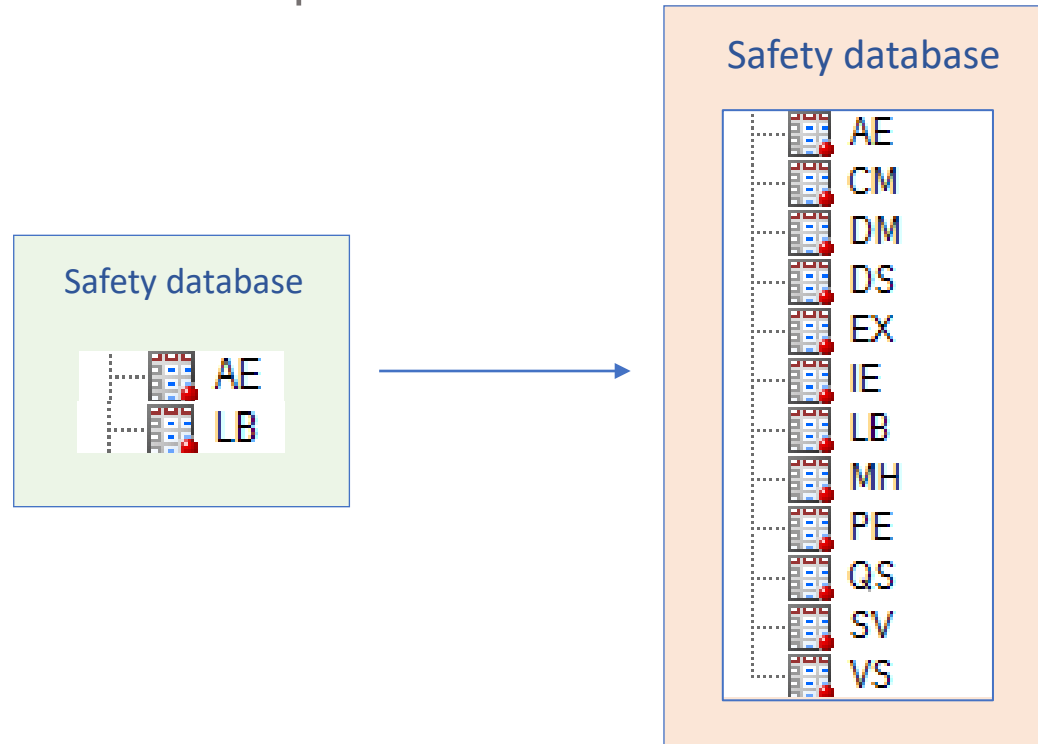 Safety database
AE
LB
Safety database
AE
CM
DM
DS
EX
IE
LB
MH
PE
QS
SV
VS